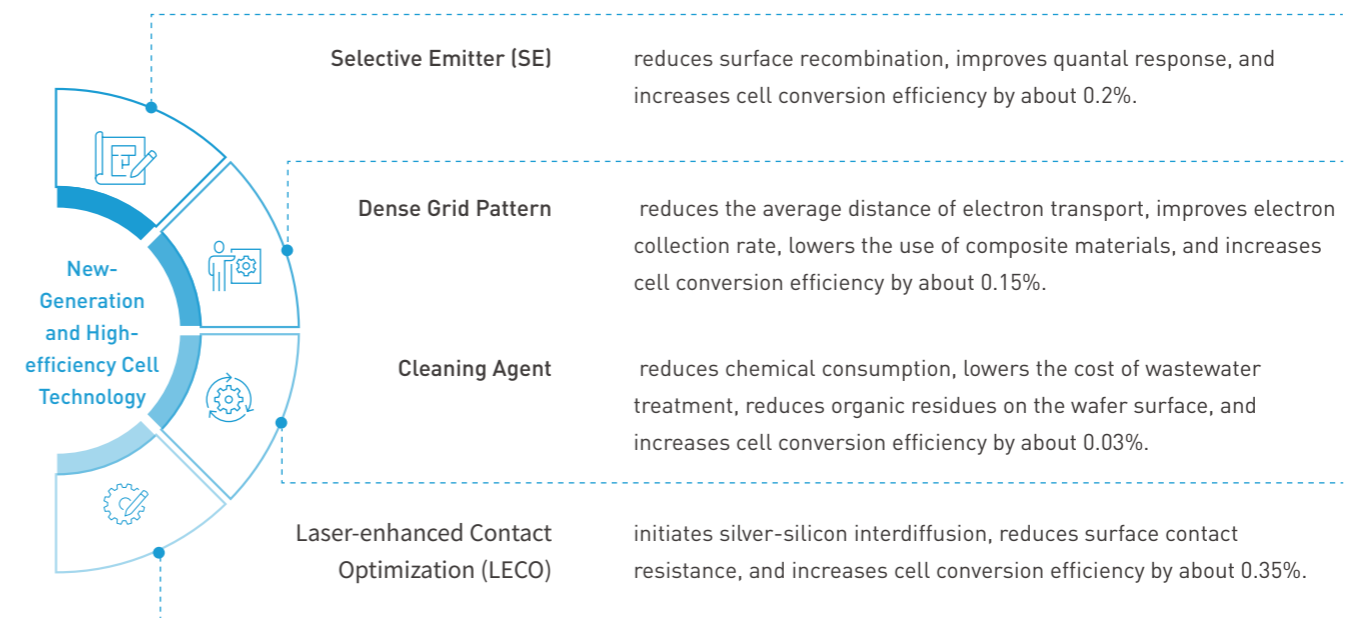 New-
Generation
and High-
efficiency Cell
Technology
Selective Emitter (SE)
reduces surface recombination, improves quantal response, and
increases cell conversion efficiency by about 0.2%.
Dense Grid Pattern
reduces the average distance of electron transport, improves electron
collection rate, lowers the use of composite materials, and increases
cell conversion efficiency by about 0.15%.
Cleaning Agent
reduces chemical consumption, lowers the cost of wastewater
treatment, reduces organic residues on the wafer surface, and
increases cell conversion efficiency by about 0.03%.
Laser-enhanced Contact
Optimization (LECO)
initiates silver-silicon interdiffusion, reduces surface contact
resistance, and increases cell conversion efficiency by about 0.35%.